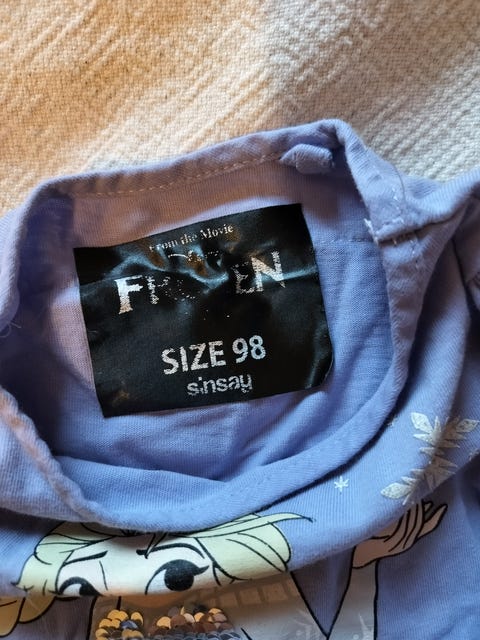 From the Movie
FROZEN
SIZE 98
sinsay